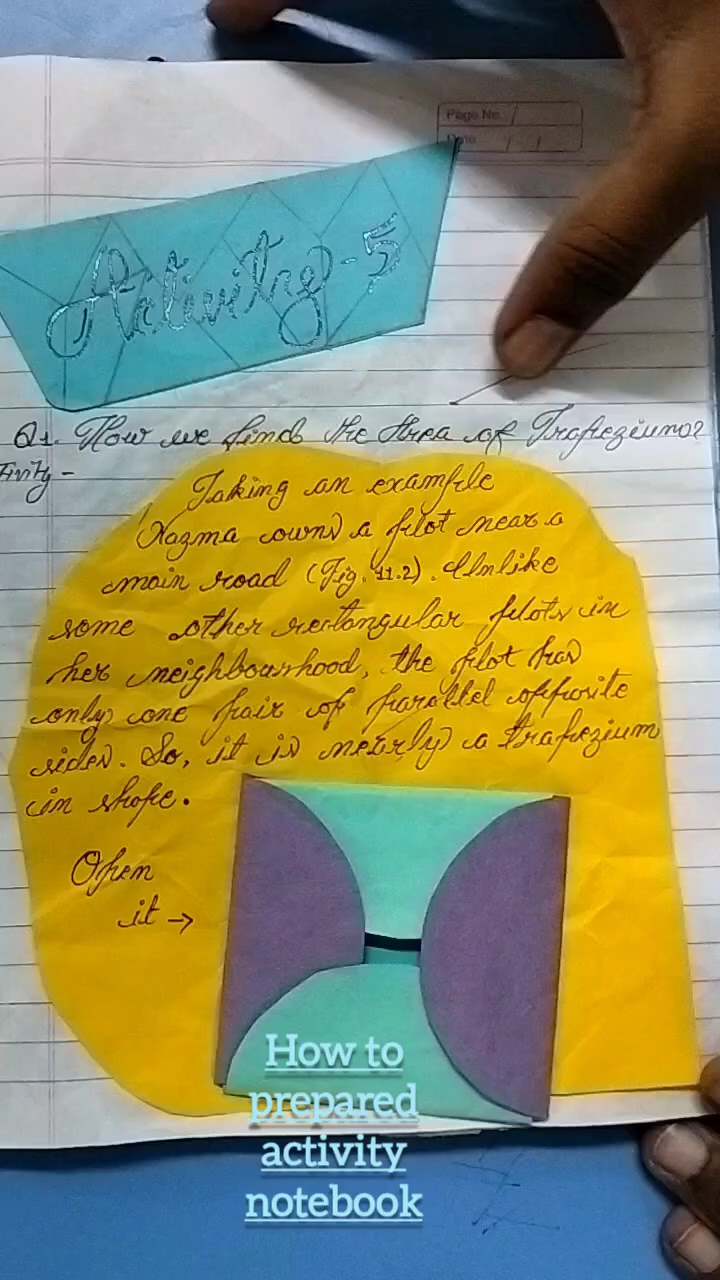 Page No. /
Date / /
Activity-5
Q1. How we find the Area of Trapezium?
Taking an example
Nazma owns a plot near a
main road (Fig. 11.2). Unlike
some other rectangular plots in
her neighbourhood, the plot has
only one pair of parallel opposite
sides. So, it is nearly a trapezium
in shape.
Open
it →
How to
prepared
activity
notebook